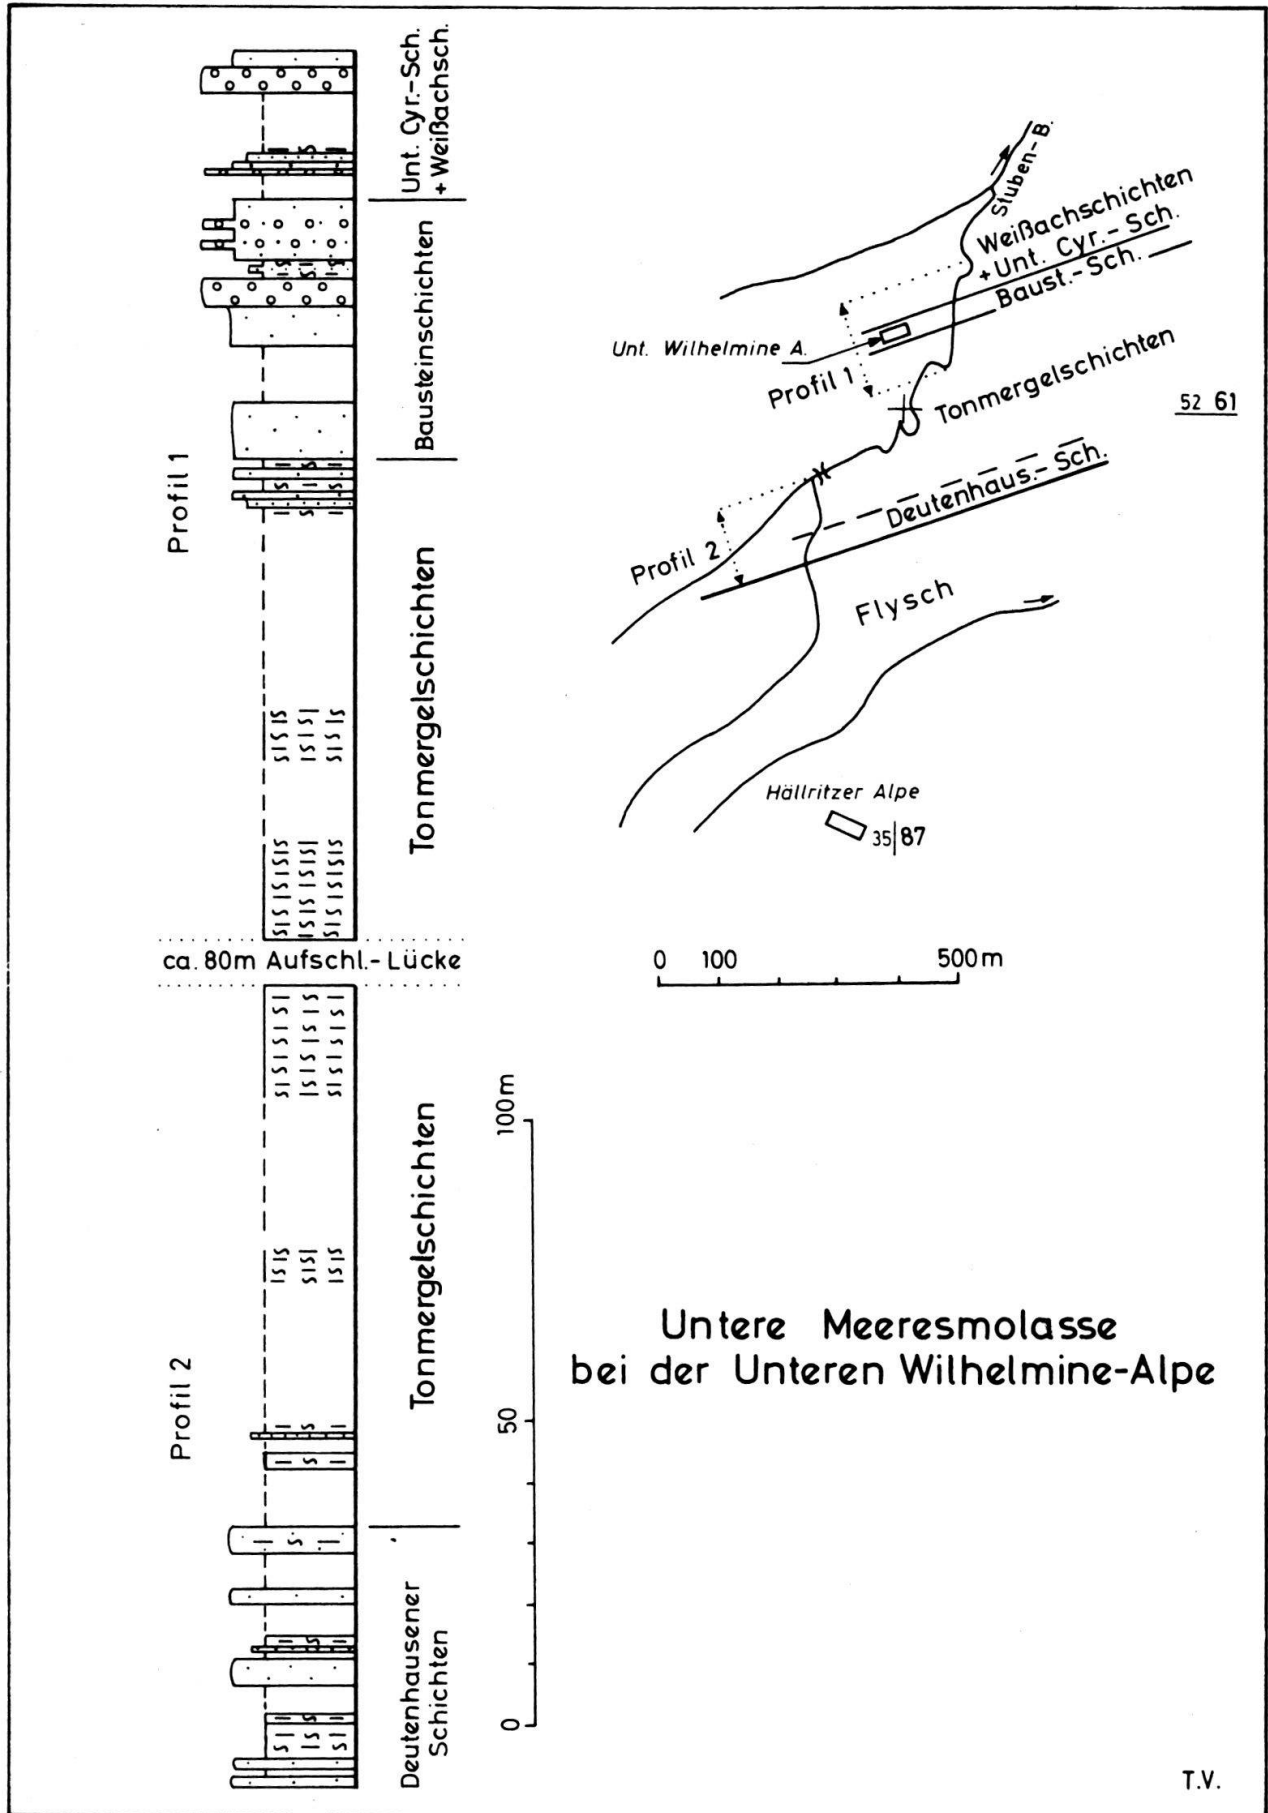 Profil 1
Unt. Cyr.-Sch.
+ Weißachsch.
Bausteinschichten
Tonmergelschichten
ca. 80m Aufschl.- Lücke
Profil 2
Tonmergelschichten
Deutenhausener
Schichten
100m
50
0
Stuben-B.
Weißachschichten
+ Unt. Cyr.- Sch.
Baust.- Sch.
Unt. Wilhelmine A.
Profil 1
Tonmergelschichten
52 61
Deutenhaus.- Sch.
Profil 2
Flysch
Hällritzer Alpe
35|87
0 100 500m
Untere Meeresmolasse
bei der Unteren Wilhelmine-Alpe
T.V.